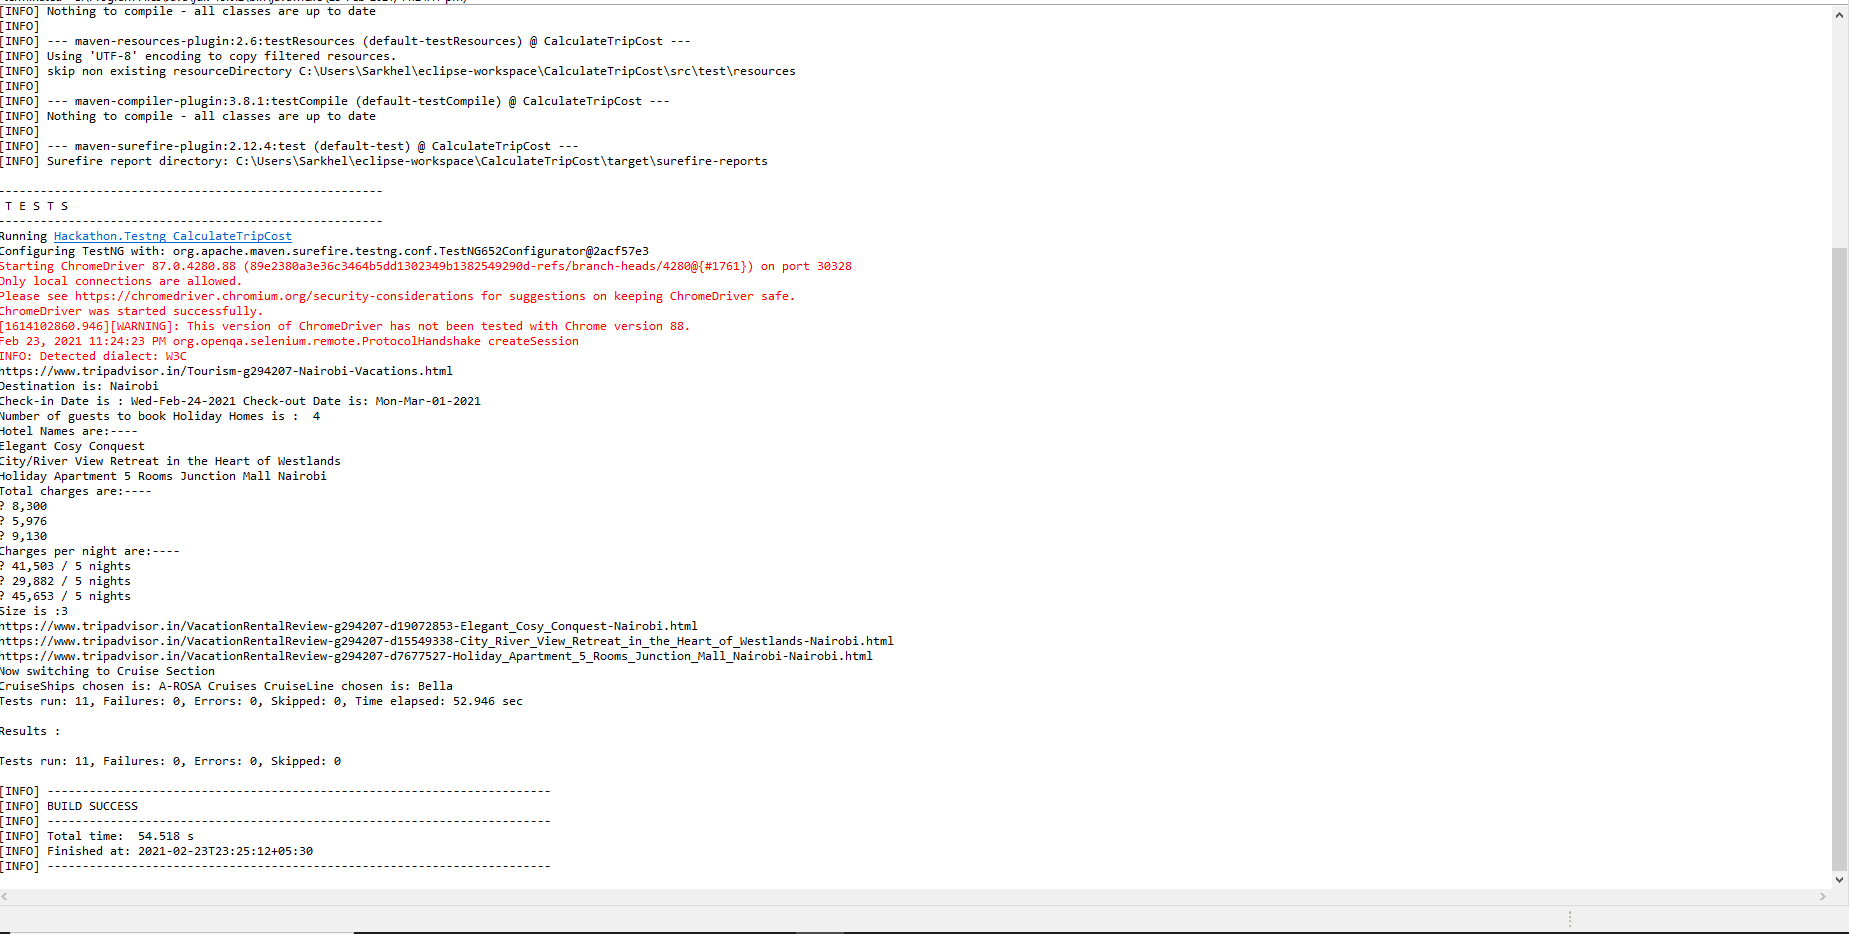 [INFO] Nothing to compile - all classes are up to date
[INFO]
[INFO] --- maven-resources-plugin:2.6:testResources (default-testResources) @ CalculateTripCost ---
[INFO] Using 'UTF-8' encoding to copy filtered resources.
[INFO] skip non existing resourceDirectory C:\Users\Sarkhel\eclipse-workspace\CalculateTripCost\src\test\resources
[INFO]
[INFO] --- maven-compiler-plugin:3.8.1:testCompile (default-testCompile) @ CalculateTripCost ---
[INFO] Nothing to compile - all classes are up to date
[INFO]
[INFO] --- maven-surefire-plugin:2.12.4:test (default-test) @ CalculateTripCost ---
[INFO] Surefire report directory: C:\Users\Sarkhel\eclipse-workspace\CalculateTripCost\target\surefire-reports
-------------------------------------------------------
T E S T S
-------------------------------------------------------
Running Hackathon.Testng_CalculateTripCost
Configuring TestNG with: org.apache.maven.surefire.testng.conf.TestNG652Configurator@2acf57e3
Starting ChromeDriver 87.0.4280.88 (89e2380a3e36c3464b5dd1302349b1382549290d-refs/branch-heads/4280@{#1761}) on port 30328
Only local connections are allowed.
Please see https://chromedriver.chromium.org/security-considerations for suggestions on keeping ChromeDriver safe.
ChromeDriver was started successfully.
[1614102860.946][WARNING]: This version of ChromeDriver has not been tested with Chrome version 88.
Feb 23, 2021 11:24:23 PM org.openqa.selenium.remote.ProtocolHandshake createSession
INFO: Detected dialect: W3C
https://www.tripadvisor.in/Tourism-g294207-Nairobi-Vacations.html
Destination is: Nairobi
Check-in Date is : Wed-Feb-24-2021 Check-out Date is: Mon-Mar-01-2021
Number of guests to book Holiday Homes is :  4
Hotel Names are:----
Elegant Cosy Conquest
City/River View Retreat in the Heart of Westlands
Holiday Apartment 5 Rooms Junction Mall Nairobi
Total charges are:----
? 8,300
? 5,976
? 9,130
Charges per night are:----
? 41,503 / 5 nights
? 29,882 / 5 nights
? 45,653 / 5 nights
Size is :3
https://www.tripadvisor.in/VacationRentalReview-g294207-d19072853-Elegant_Cosy_Conquest-Nairobi.html
https://www.tripadvisor.in/VacationRentalReview-g294207-d15549338-City_River_View_Retreat_in_the_Heart_of_Westlands-Nairobi.html
https://www.tripadvisor.in/VacationRentalReview-g294207-d7677527-Holiday_Apartment_5_Rooms_Junction_Mall_Nairobi-Nairobi.html
Now switching to Cruise Section
CruiseShips chosen is: A-ROSA Cruises CruiseLine chosen is: Bella
Tests run: 11, Failures: 0, Errors: 0, Skipped: 0, Time elapsed: 52.946 sec
Results :
Tests run: 11, Failures: 0, Errors: 0, Skipped: 0
[INFO] ------------------------------------------------------------------------
[INFO] BUILD SUCCESS
[INFO] ------------------------------------------------------------------------
[INFO] Total time:  54.518 s
[INFO] Finished at: 2021-02-23T23:25:12+05:30
[INFO] ------------------------------------------------------------------------